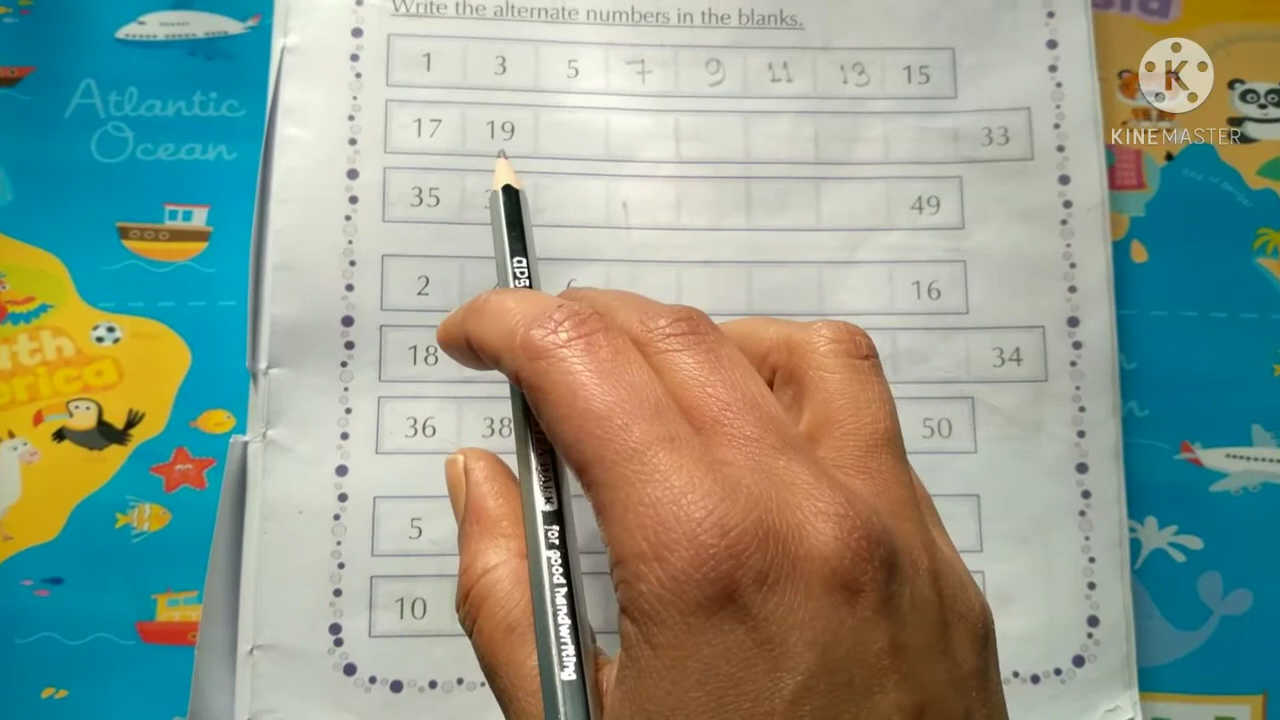 Write the alternate numbers in the blanks.
1 3 5 7 9 11 13 15
17 19 33
35 49
2 16
18 34
36 38 50
5
10
Atlantic
Ocean
KINEMASTER
K
aps
for good handwriting